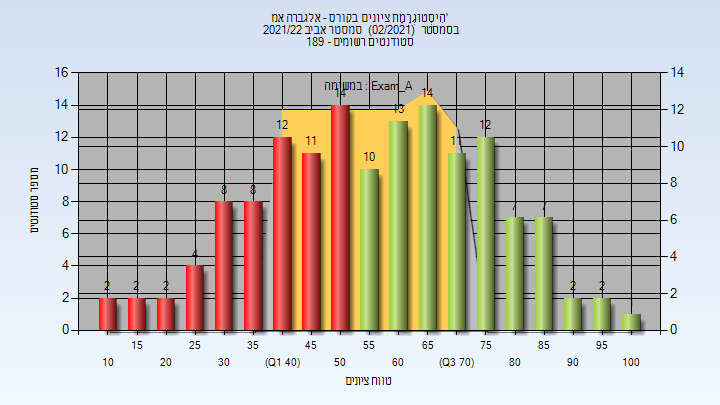 היסטוגרמת ציונים בקורס - אלגברה אמ'
בסמסטר (02/2021) סמסטר אביב 2021/22
סטודנטים רשומים - 189
במשימה : Exam_A
מספר סטודנטים
16 14 12 10 8 6 4 2 0
14 12 10 8 6 4 2 0
2 2 2 4 8 8 12 11 14 10 13 14 11 12 7 7 2 2
15 25 35 45 55 65 75 85 95
10 20 30 (Q1 40) 50 60 (Q3 70) 80 90 100
טווח ציונים